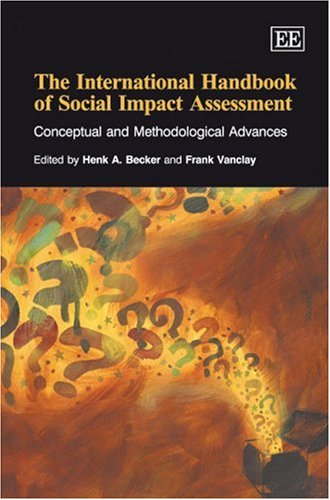 EE
The International Handbook
of Social Impact Assessment
Conceptual and Methodological Advances
Edited by Henk A. Becker and Frank Vanclay